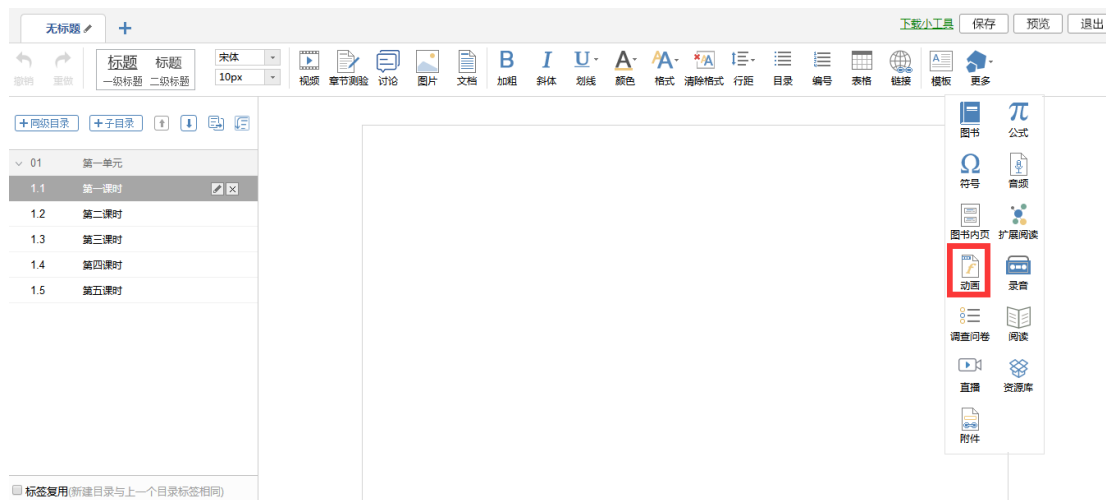 无标题
+
下载小工具 保存 预览 退出
标题 标题 宋体
撤销 重做 一级标题 二级标题 10px 视频 章节测验 讨论 图片 文档 B 加粗 I 斜体 U 划线 A 颜色 AA 格式 清除格式 行距 目录 编号 表格 链接 模板 更多
+同级目录 +子目录
01 第一单元
1.1 第一课时
1.2 第二课时
1.3 第三课时
1.4 第四课时
1.5 第五课时
图书 π 公式
Ω 符号 音频
图书内页 扩展阅读
动画 录音
调查问卷 阅读
直播 资源库
附件
标签复用(新建目录与上一个目录标签相同)